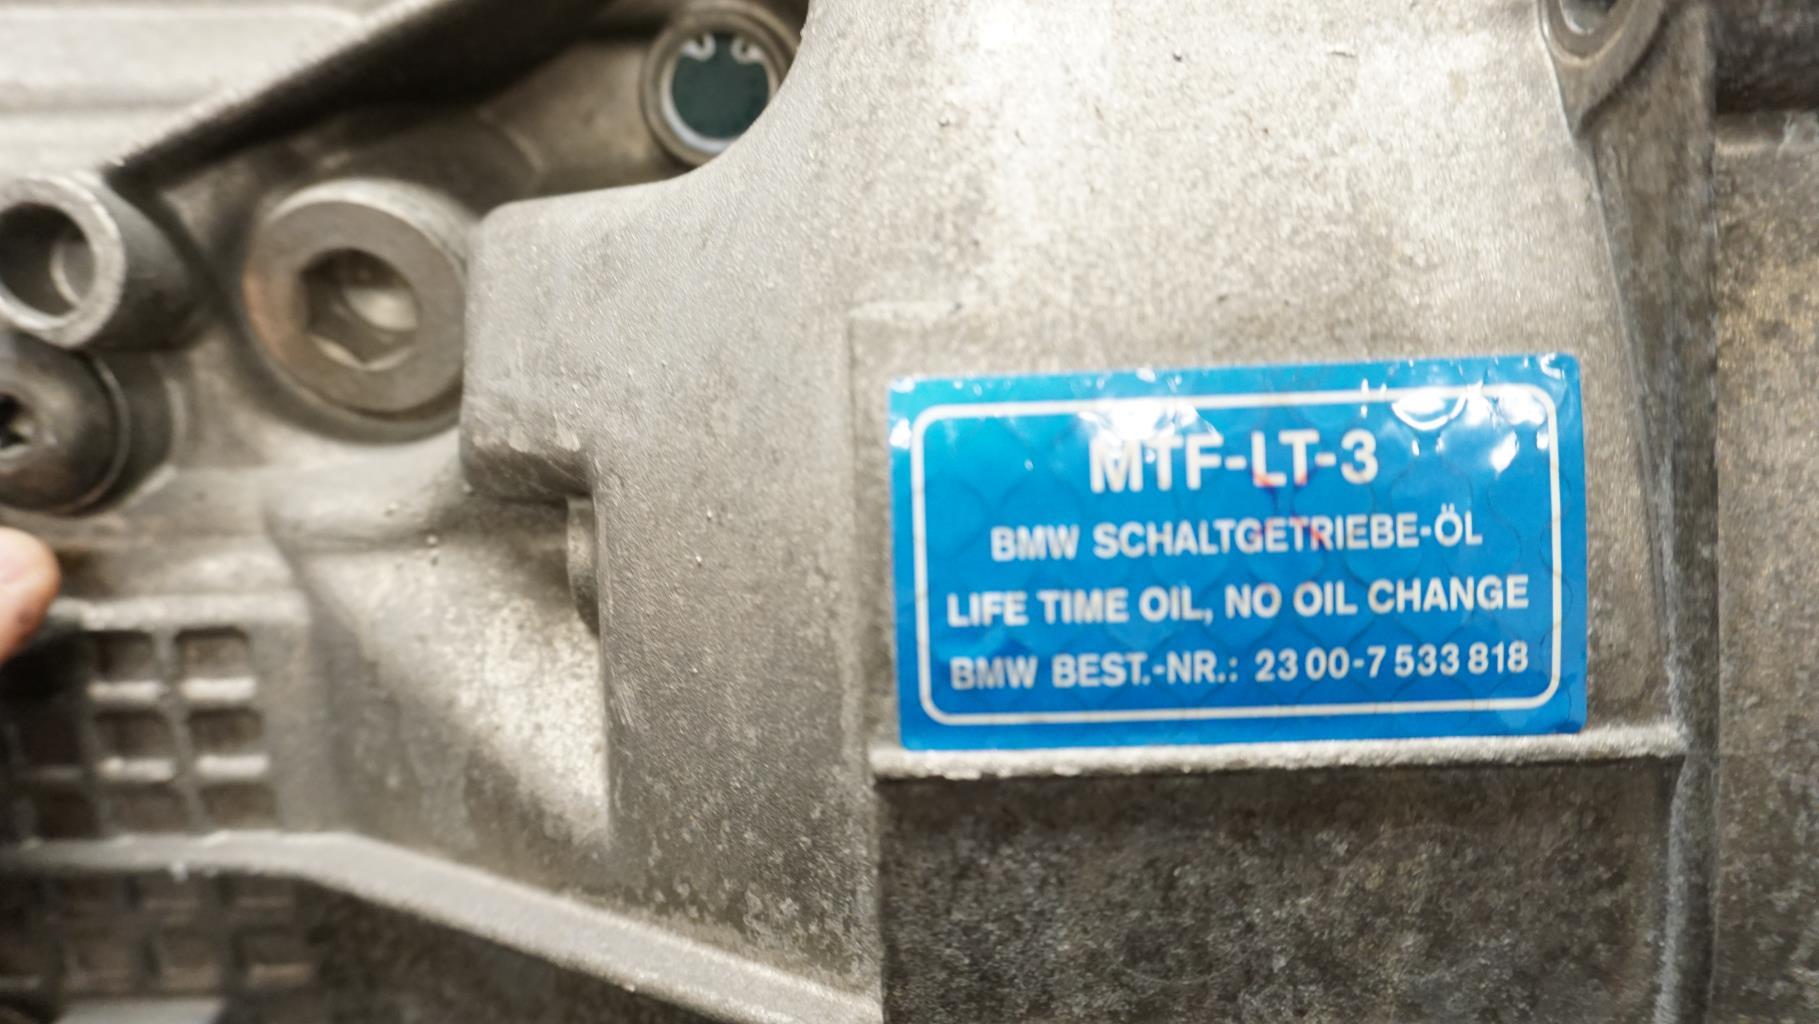 MTF-LT-3
BMW SCHALTGETRIEBE-ÖL
LIFE TIME OIL, NO OIL CHANGE
BMW BEST.-NR.: 23 00-7 533 818